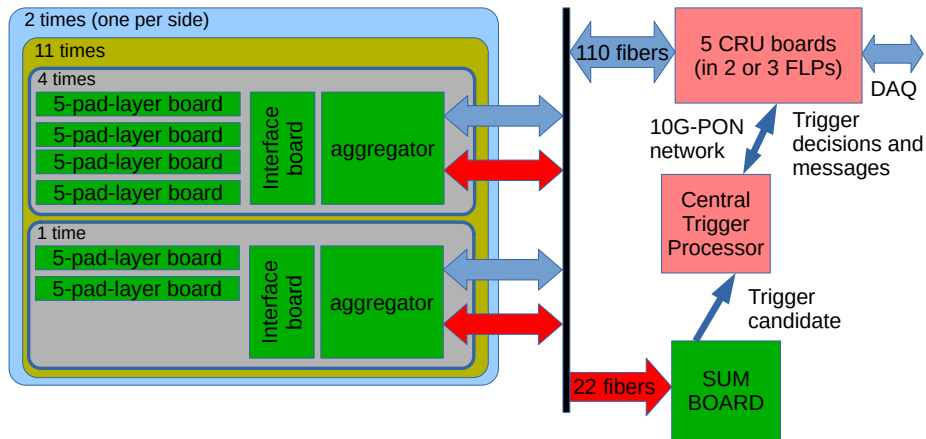 2 times (one per side)
11 times
4 times
5-pad-layer board
5-pad-layer board
5-pad-layer board
5-pad-layer board
Interface
board
aggregator
1 time
5-pad-layer board
5-pad-layer board
Interface
board
aggregator
110 fibers
5 CRU boards
(in 2 or 3 FLPs)
DAQ
10G-PON
network
Trigger
decisions and
messages
Central
Trigger
Processor
Trigger
candidate
22 fibers
SUM
BOARD